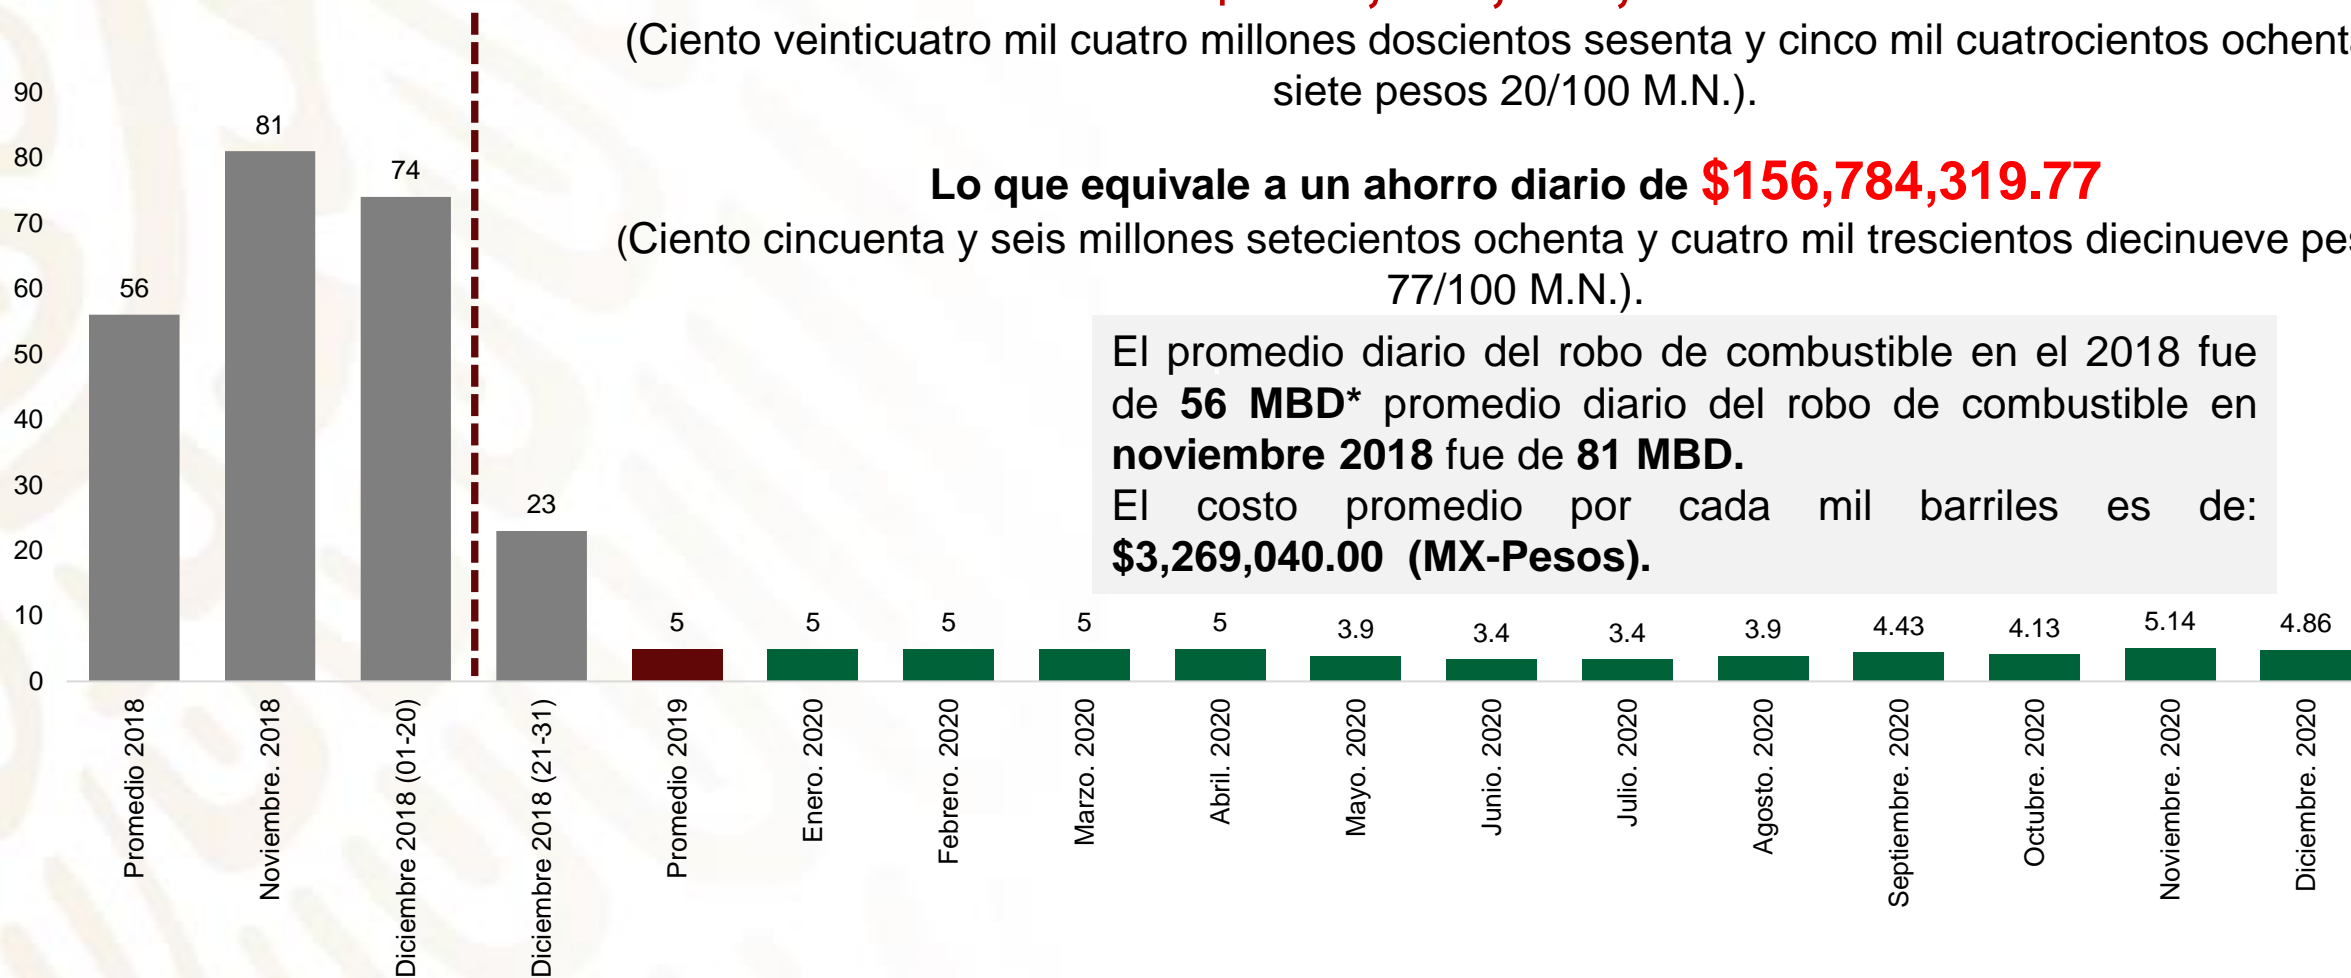 (Ciento veinticuatro mil cuatro millones doscientos sesenta y cinco mil cuatrocientos
siete pesos 20/100 M.N.).
Lo que equivale a un ahorro diario de $156,784,319.77
(Ciento cincuenta y seis millones setecientos ochenta y cuatro mil trescientos diecinueve
77/100 M.N.).
El promedio diario del robo de combustible en el 2018 fue
de 56 MBD* promedio diario del robo de combustible en
noviembre 2018 fue de 81 MBD.
El costo promedio por cada mil barriles es de:
$3,269,040.00 (MX-Pesos).
90
80
70
60
50
40
30
20
10
0
56
81
74
23
5
5
5
5
5
3.9
3.4
3.4
3.9
4.43
4.13
5.14
4.86
Promedio 2018
Noviembre. 2018
Diciembre 2018 (01-20)
Diciembre 2018 (21-31)
Promedio 2019
Enero. 2020
Febrero. 2020
Marzo. 2020
Abril. 2020
Mayo. 2020
Junio. 2020
Julio. 2020
Agosto. 2020
Septiembre. 2020
Octubre. 2020
Noviembre. 2020
Diciembre. 2020